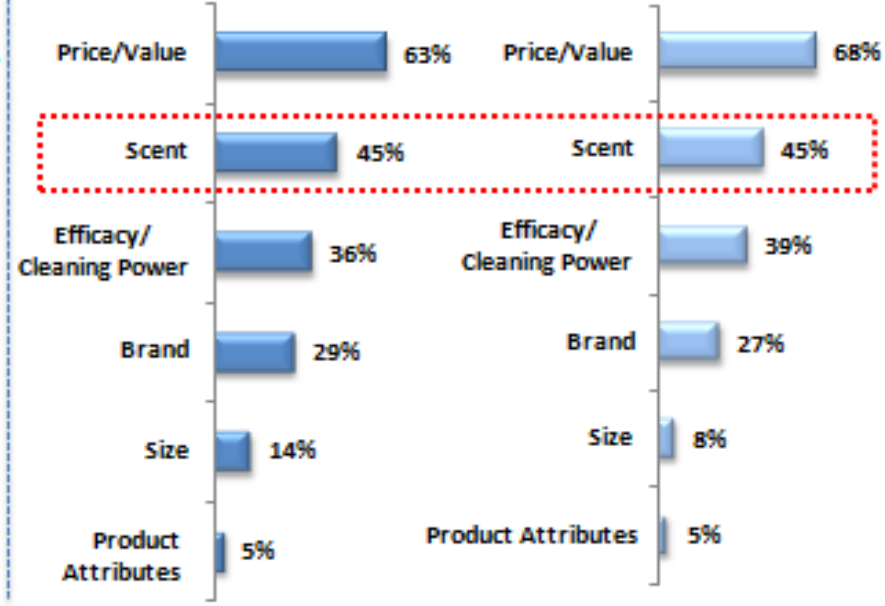 Price/Value 63%
Scent 45%
Efficacy/
Cleaning Power 36%
Brand 29%
Size 14%
Product
Attributes 5%
Price/Value 68%
Scent 45%
Efficacy/
Cleaning Power 39%
Brand 27%
Size 8%
Product Attributes 5%